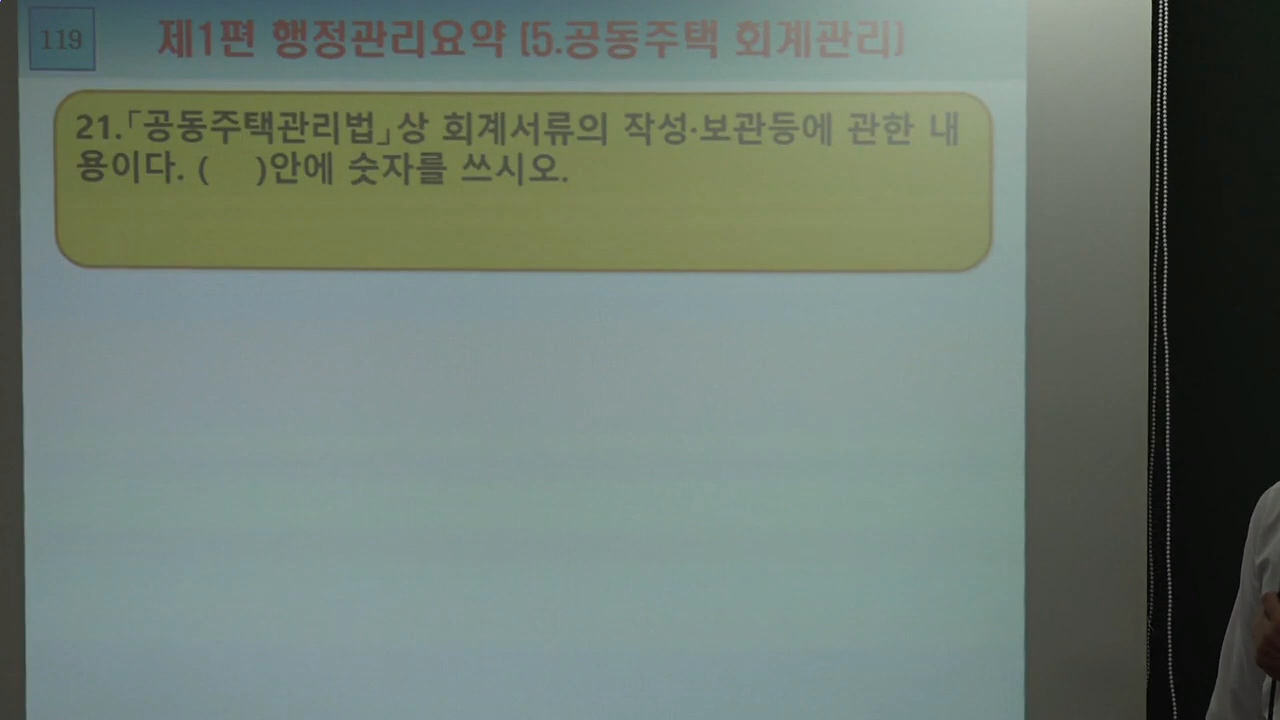 119
제1편 행정관리요약 (5.공동주택 회계관리)
21.「공동주택관리법」상 회계서류의 작성·보관등에 관한 내
용이다. ( )안에 숫자를 쓰시오.